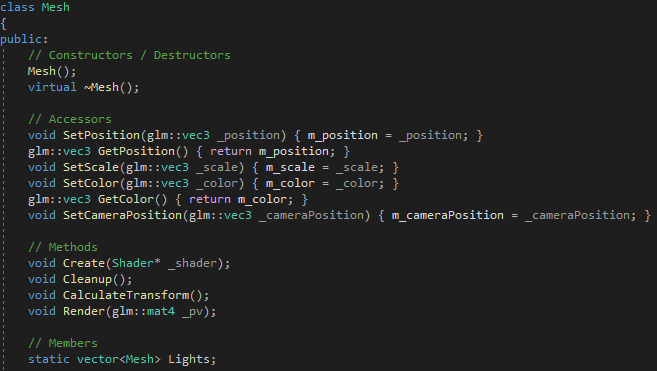 class Mesh
{
public:
// Constructors / Destructors
Mesh();
virtual ~Mesh();
// Accessors
void SetPosition(glm::vec3 _position) { m_position = _position; }
glm::vec3 GetPosition() { return m_position; }
void SetScale(glm::vec3 _scale) { m_scale = _scale; }
void SetColor(glm::vec3 _color) { m_color = _color; }
glm::vec3 GetColor() { return m_color; }
void SetCameraPosition(glm::vec3 _cameraPosition) { m_cameraPosition = _cameraPosition; }
// Methods
void Create(Shader* _shader);
void Cleanup();
void CalculateTransform();
void Render(glm::mat4 _pv);
// Members
static vector<Mesh> Lights;